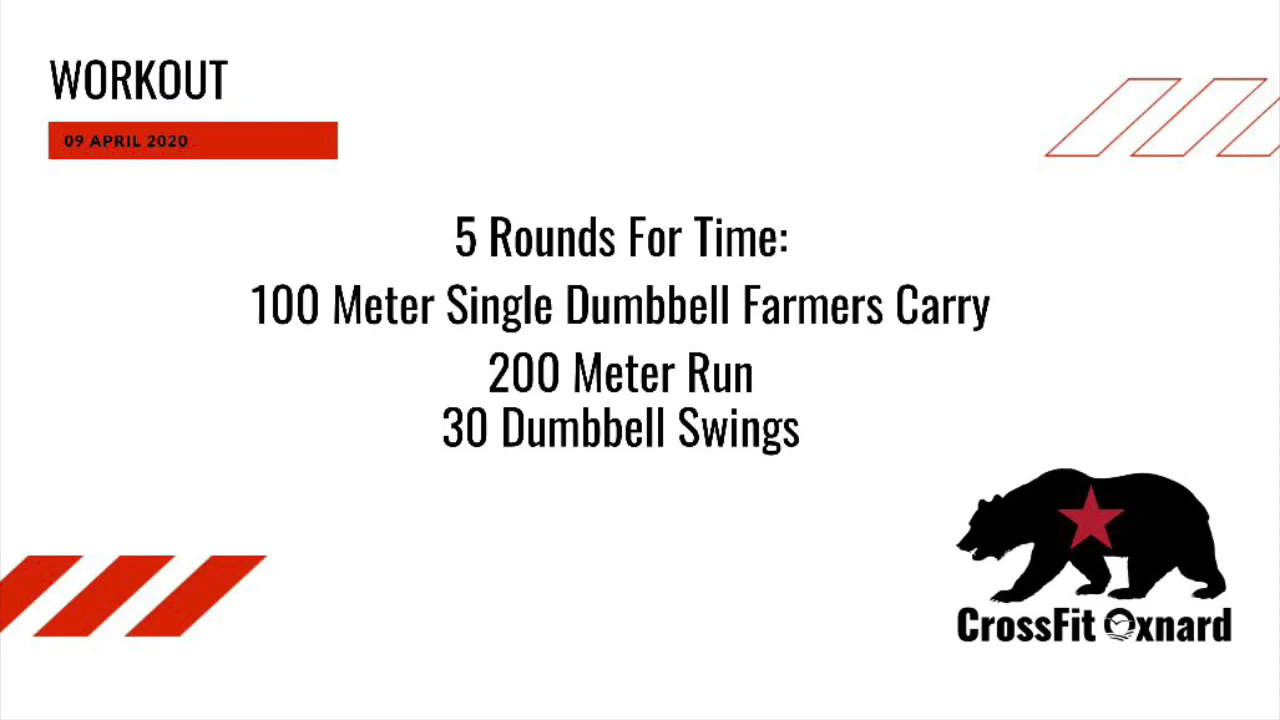 WORKOUT
09 APRIL 2020
5 Rounds For Time:
100 Meter Single Dumbbell Farmers Carry
200 Meter Run
30 Dumbbell Swings
CrossFit Oxnard